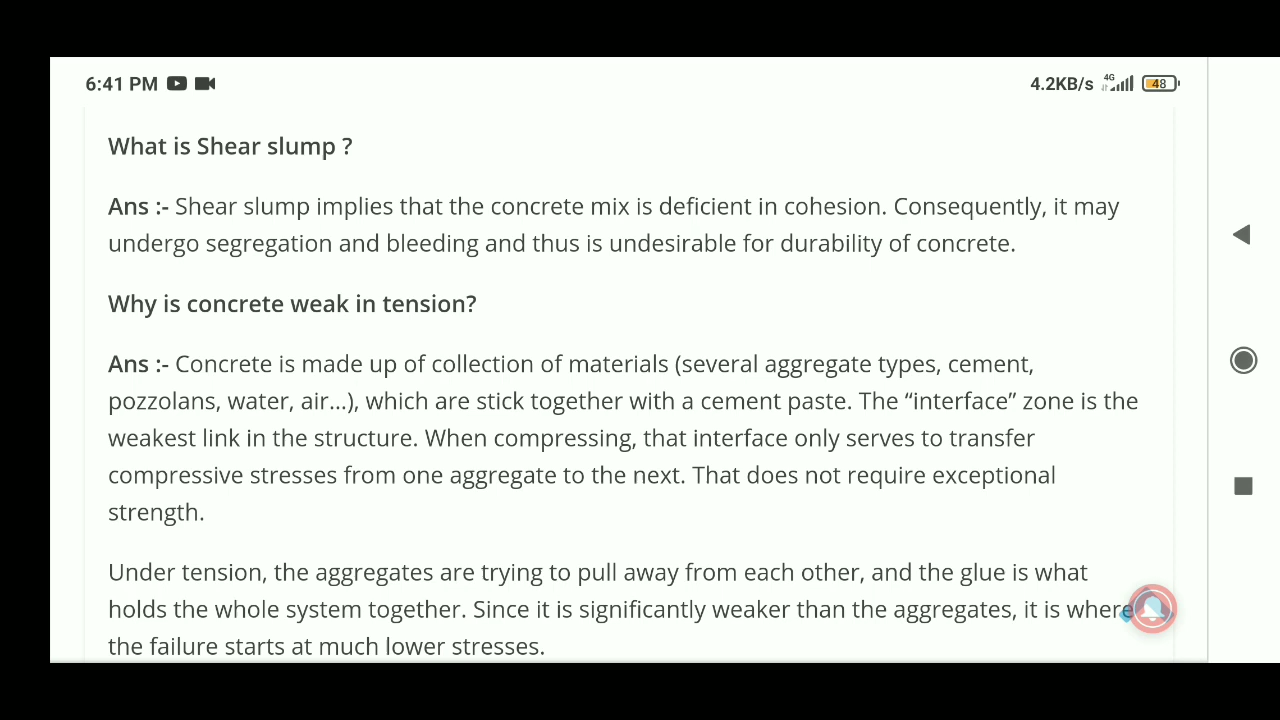 6:41 PM 4.2KB/s 4G 48
What is Shear slump ?
Ans :- Shear slump implies that the concrete mix is deficient in cohesion. Consequently, it may
undergo segregation and bleeding and thus is undesirable for durability of concrete.
Why is concrete weak in tension?
Ans :- Concrete is made up of collection of materials (several aggregate types, cement,
pozzolans, water, air...), which are stick together with a cement paste. The “interface” zone is the
weakest link in the structure. When compressing, that interface only serves to transfer
compressive stresses from one aggregate to the next. That does not require exceptional
strength.
Under tension, the aggregates are trying to pull away from each other, and the glue is what
holds the whole system together. Since it is significantly weaker than the aggregates, it is where
the failure starts at much lower stresses.